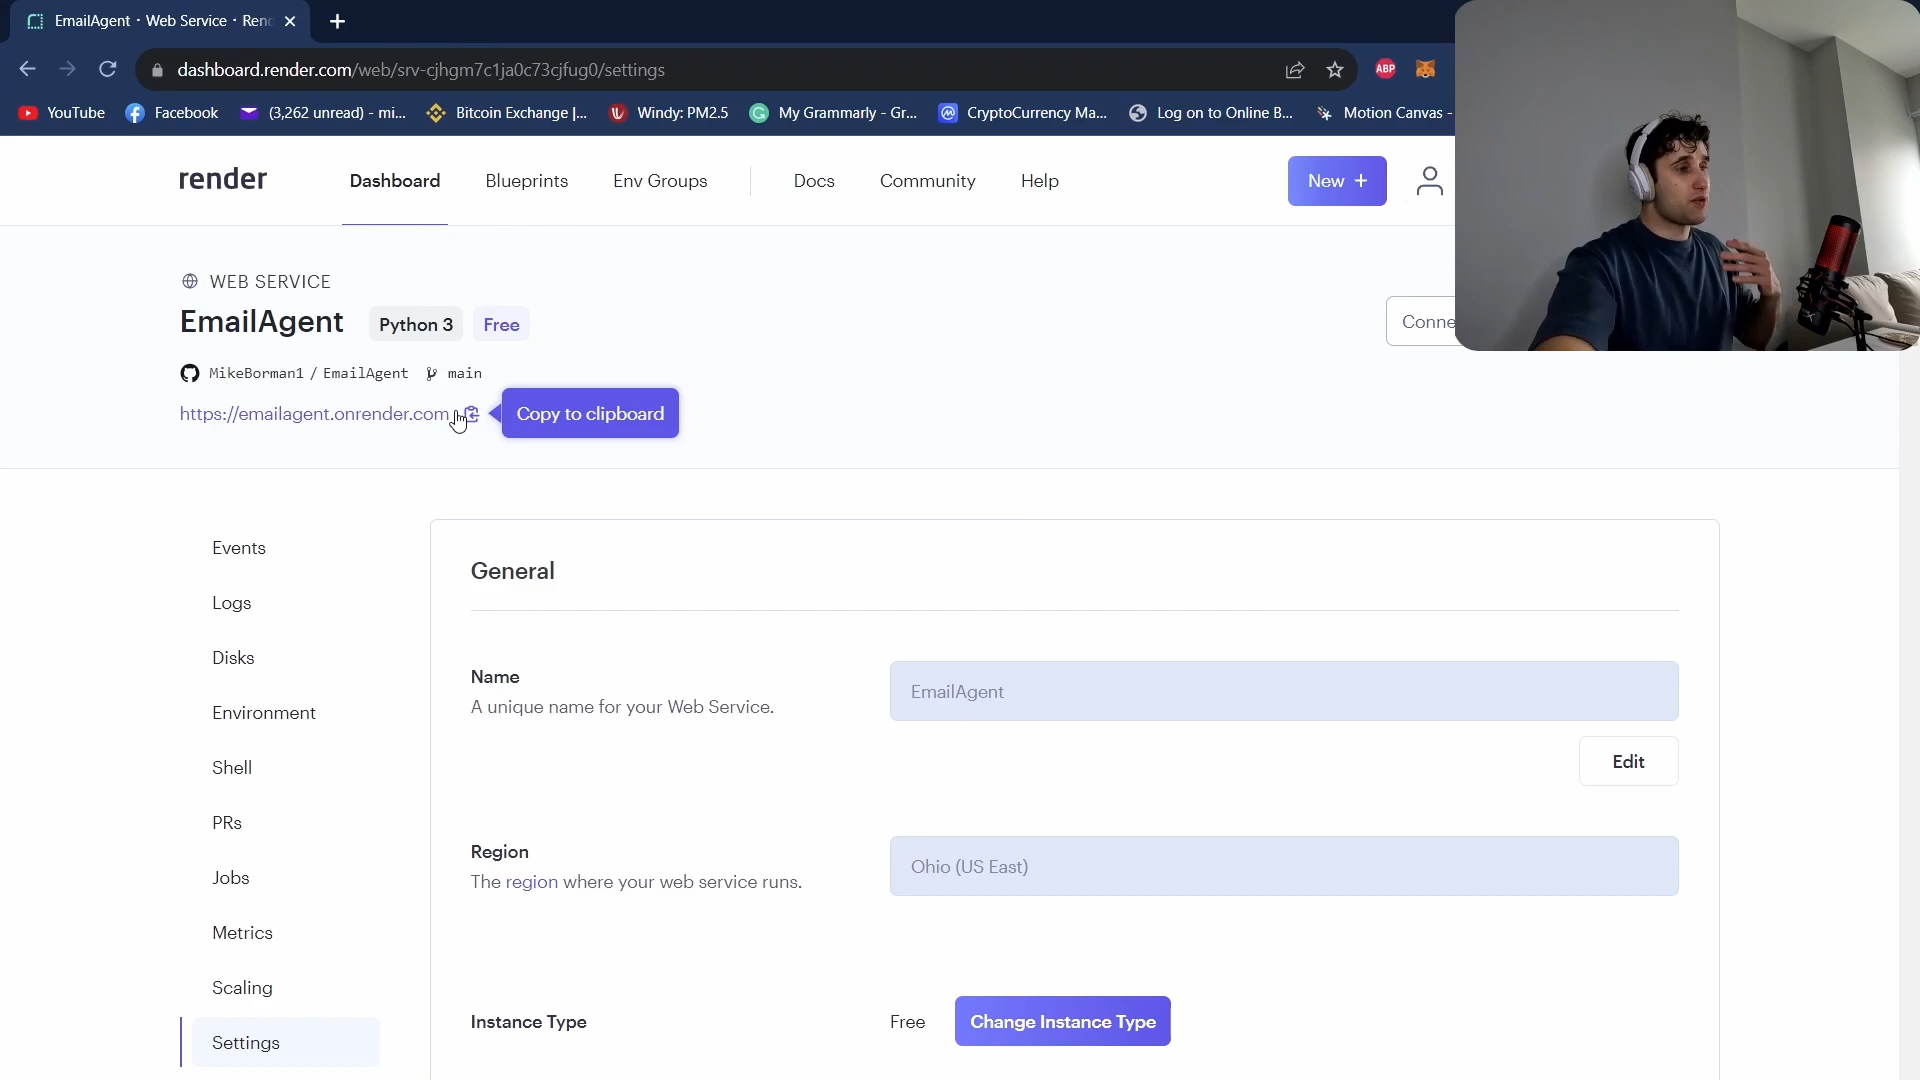 EmailAgent · Web Service · Ren
dashboard.render.com/web/srv-cjhgm7c1ja0c73cjfug0/settings
ABP
YouTube
Facebook
(3,262 unread) - mi...
Bitcoin Exchange |...
Windy: PM2.5
My Grammarly - Gr...
CryptoCurrency Ma...
Log on to Online B...
Motion Canvas -
render
Dashboard
Blueprints
Env Groups
Docs
Community
Help
New +
WEB SERVICE
EmailAgent
Python 3
Free
Conne
MikeBorman1 / EmailAgent
main
https://emailagent.onrender.com
Copy to clipboard
Events
Logs
Disks
Environment
Shell
PRs
Jobs
Metrics
Scaling
Settings
General
Name
A unique name for your Web Service.
EmailAgent
Edit
Region
The region where your web service runs.
Ohio (US East)
Instance Type
Free
Change Instance Type